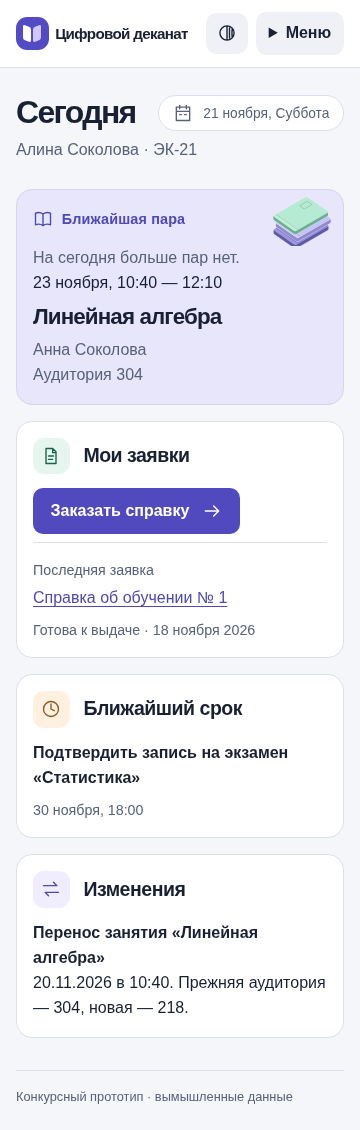 Цифровой деканат
Меню
Сегодня
21 ноября, Суббота
Алина Соколова · ЭК-21
Ближайшая пара
На сегодня больше пар нет.
23 ноября, 10:40 — 12:10
Линейная алгебра
Анна Соколова
Аудитория 304
Мои заявки
Заказать справку
Последняя заявка
Справка об обучении № 1
Готова к выдаче · 18 ноября 2026
Ближайший срок
Подтвердить запись на экзамен
«Статистика»
30 ноября, 18:00
Изменения
Перенос занятия «Линейная
алгебра»
20.11.2026 в 10:40. Прежняя аудитория
— 304, новая — 218.
Конкурсный прототип · вымышленные данные